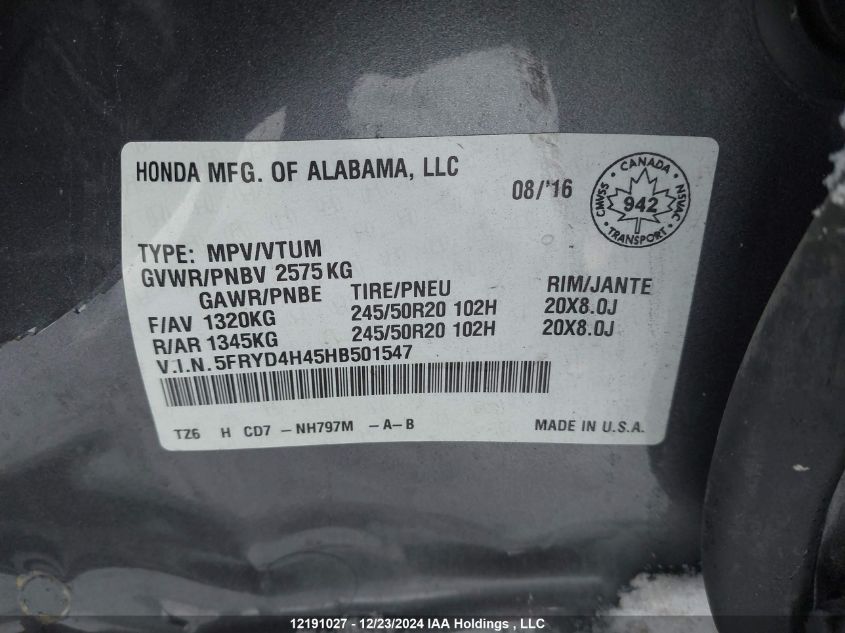 HONDA MFG. OF ALABAMA, LLC
08/'16
CANADA
CMVSS
942
NSVAC
TRANSPORT
TYPE: MPV/VTUM
GVWR/PNBV 2575KG
GAWR/PNBE TIRE/PNEU RIM/JANTE
F/AV 1320KG 245/50R20 102H 20X8.0J
R/AR 1345KG 245/50R20 102H 20X8.0J
V.I.N. 5FRYD4H45HB501547
TZ6 H CD7 – NH797M – A – B MADE IN U.S.A.
12191027 - 12/23/2024 IAA Holdings , LLC